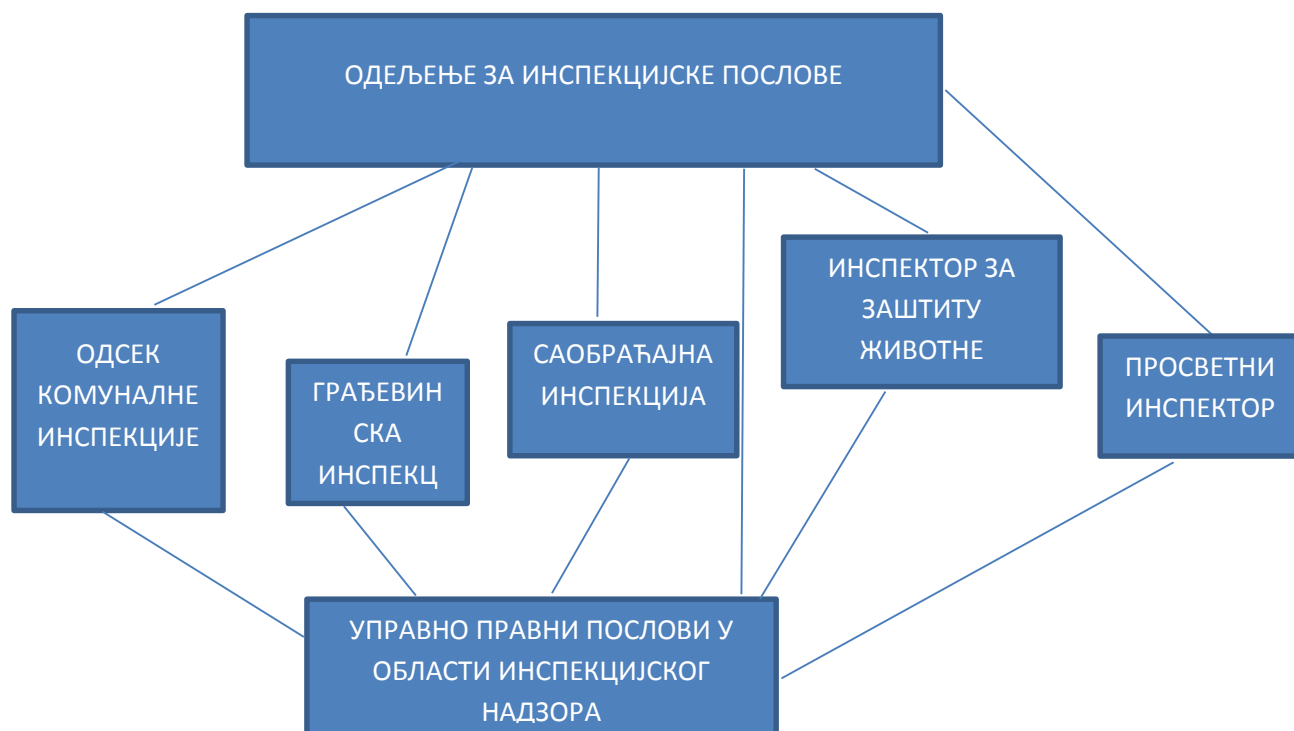 ОДЕЉЕЊЕ ЗА ИНСПЕКЦИЈСКЕ ПОСЛОВЕ
ОДСЕК
КОМУНАЛНЕ
ИНСПЕКЦИЈЕ
ГРАЂЕВИН
СКА
ИНСПЕКЦ
САОБРАЋАЈНА
ИНСПЕКЦИЈА
ИНСПЕКТОР ЗА
ЗАШТИТУ
ЖИВОТНЕ
ПРОСВЕТНИ
ИНСПЕКТОР
УПРАВНО ПРАВНИ ПОСЛОВИ У
ОБЛАСТИ ИНСПЕКЦИЈСКОГ
НАДЗОРА